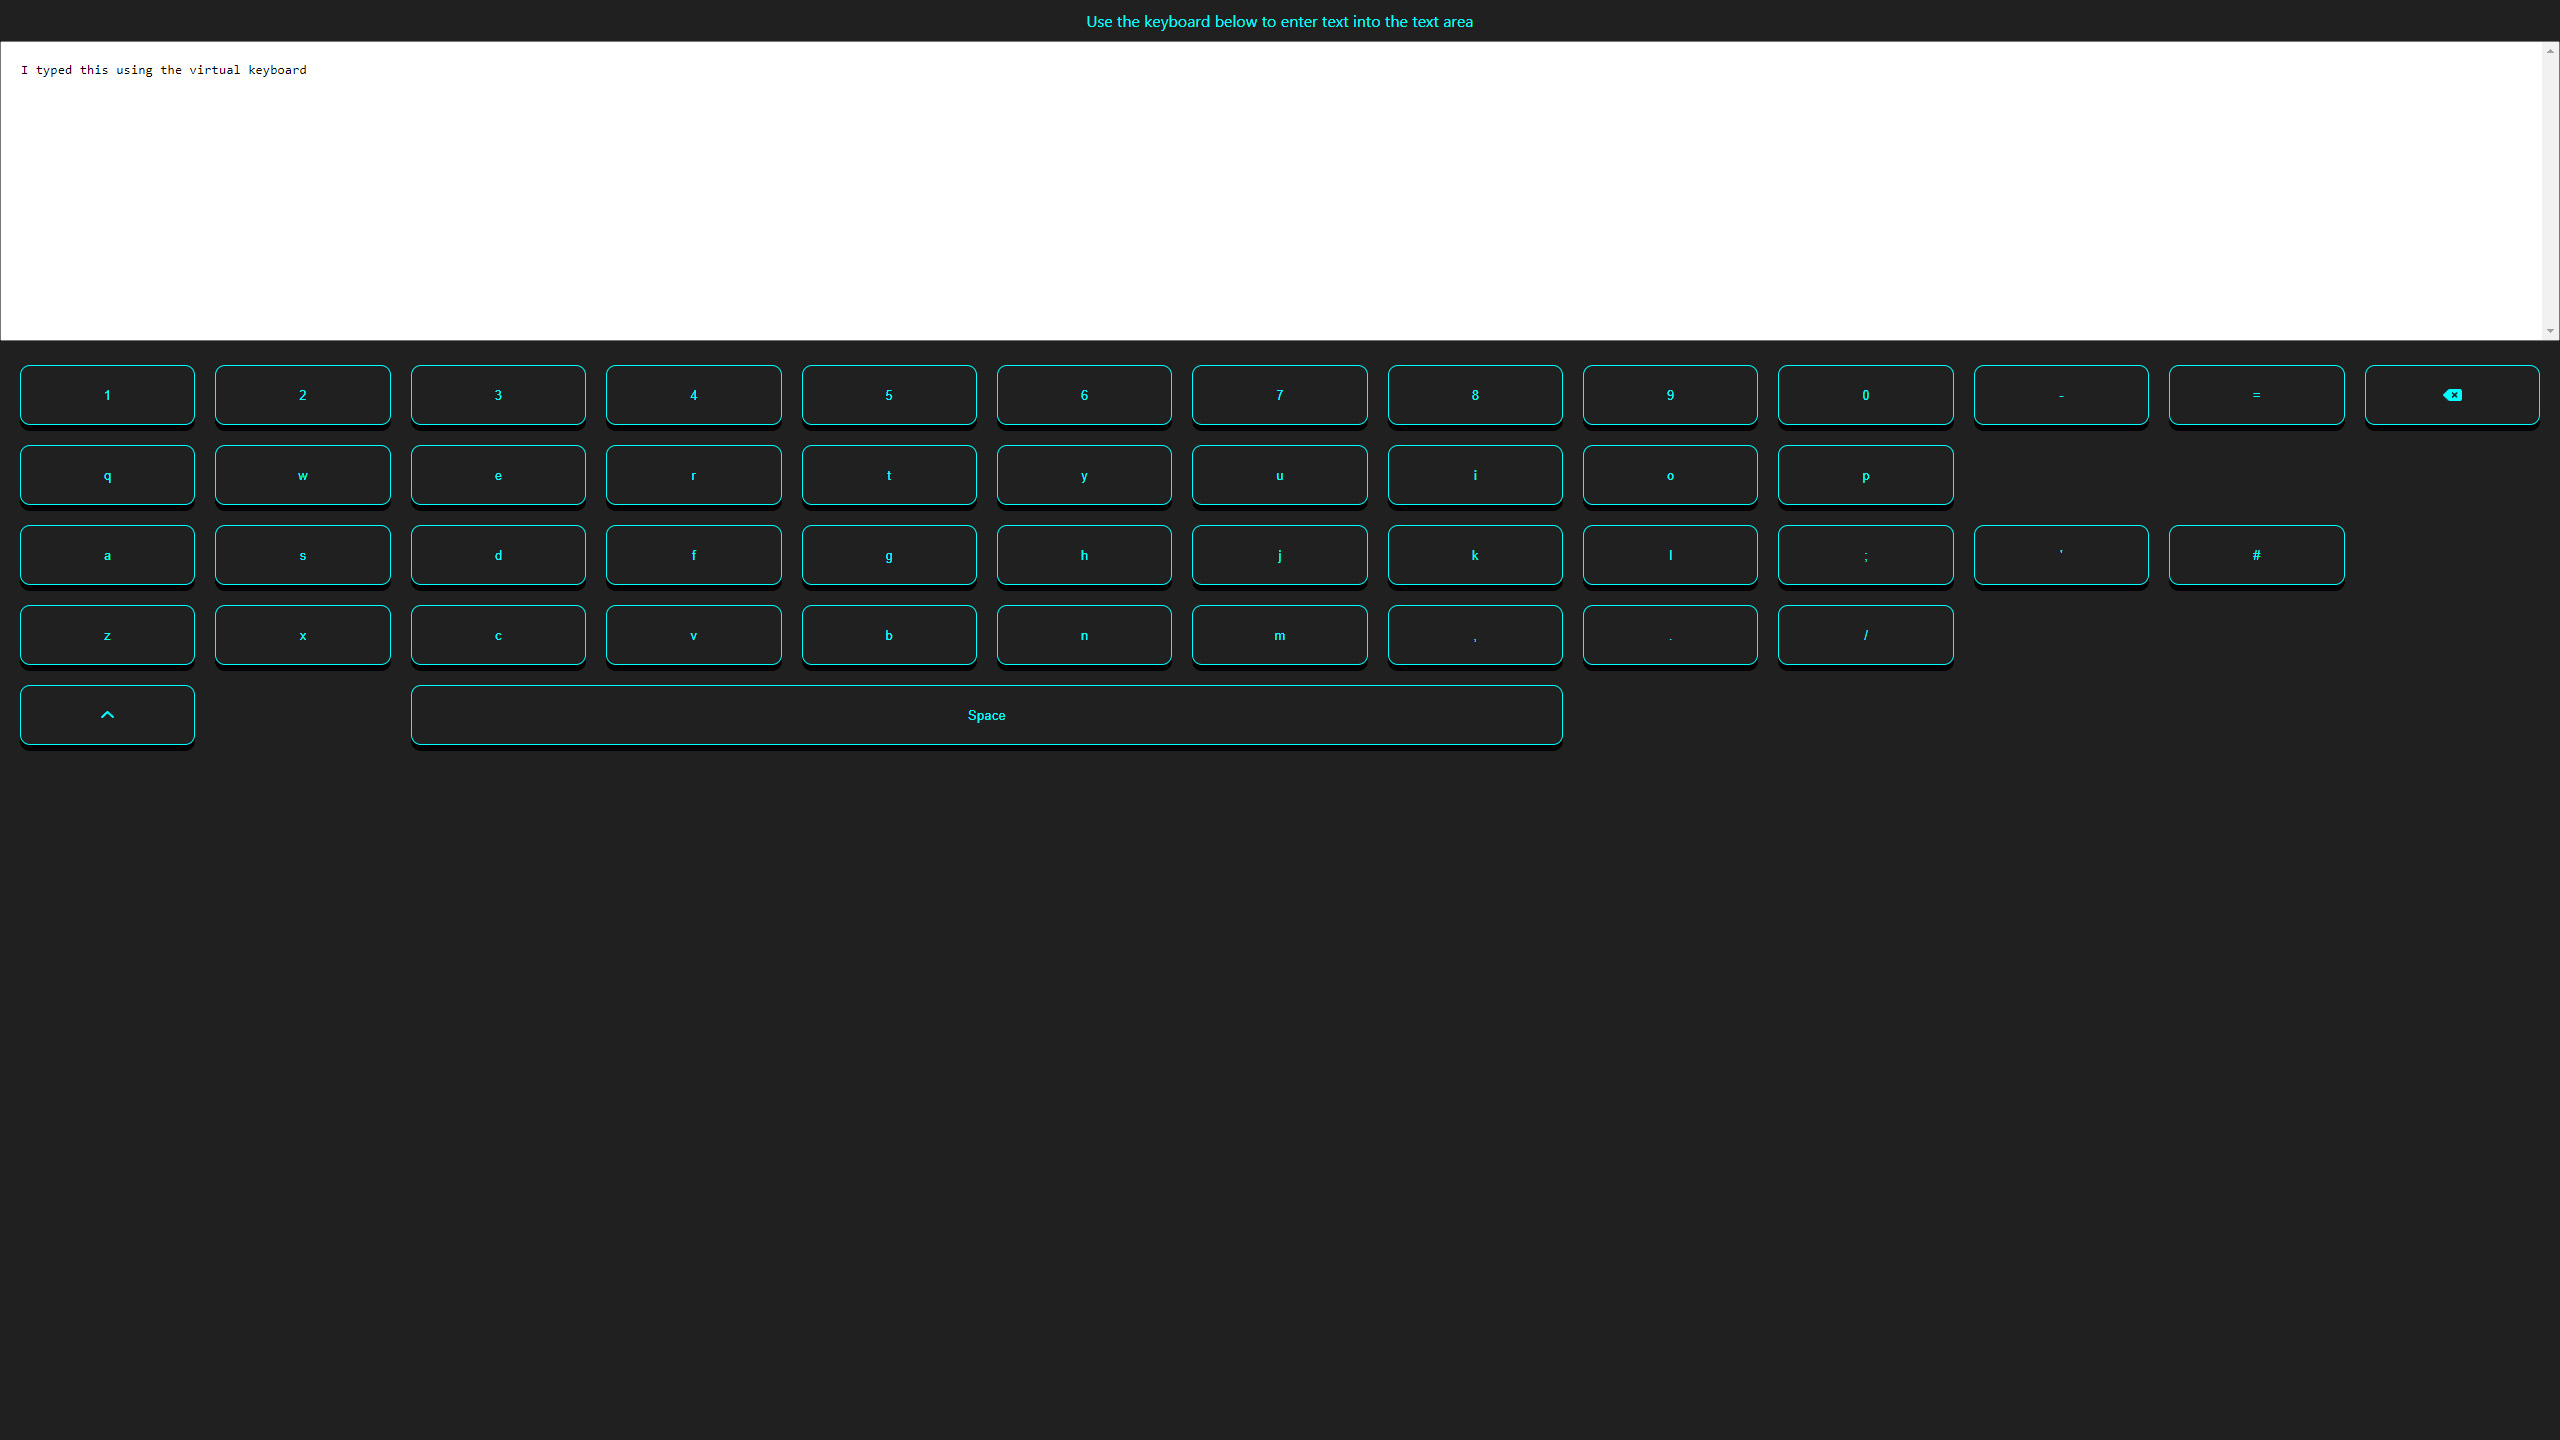 Use the keyboard below to enter text into the text area
I typed this using the virtual keyboard
1 2 3 4 5 6 7 8 9 0 - =
q w e r t y u i o p
a s d f g h j k l ; ' #
z x c v b n m , . /
Space